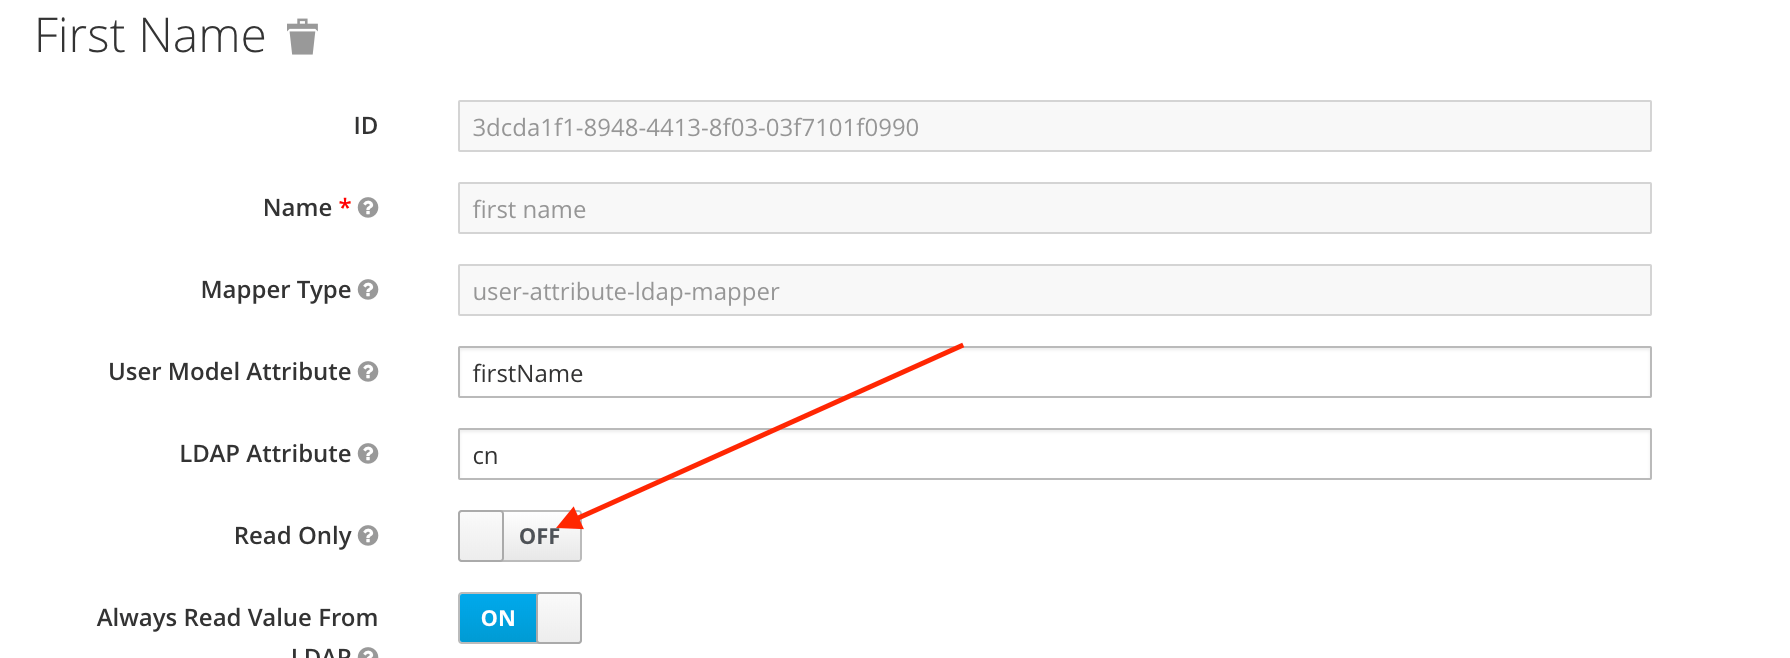 First Name
ID
3dcda1f1-8948-4413-8f03-03f7101f0990
Name *
first name
Mapper Type
user-attribute-ldap-mapper
User Model Attribute
firstName
LDAP Attribute
cn
Read Only
OFF
Always Read Value From
ON
LDAP